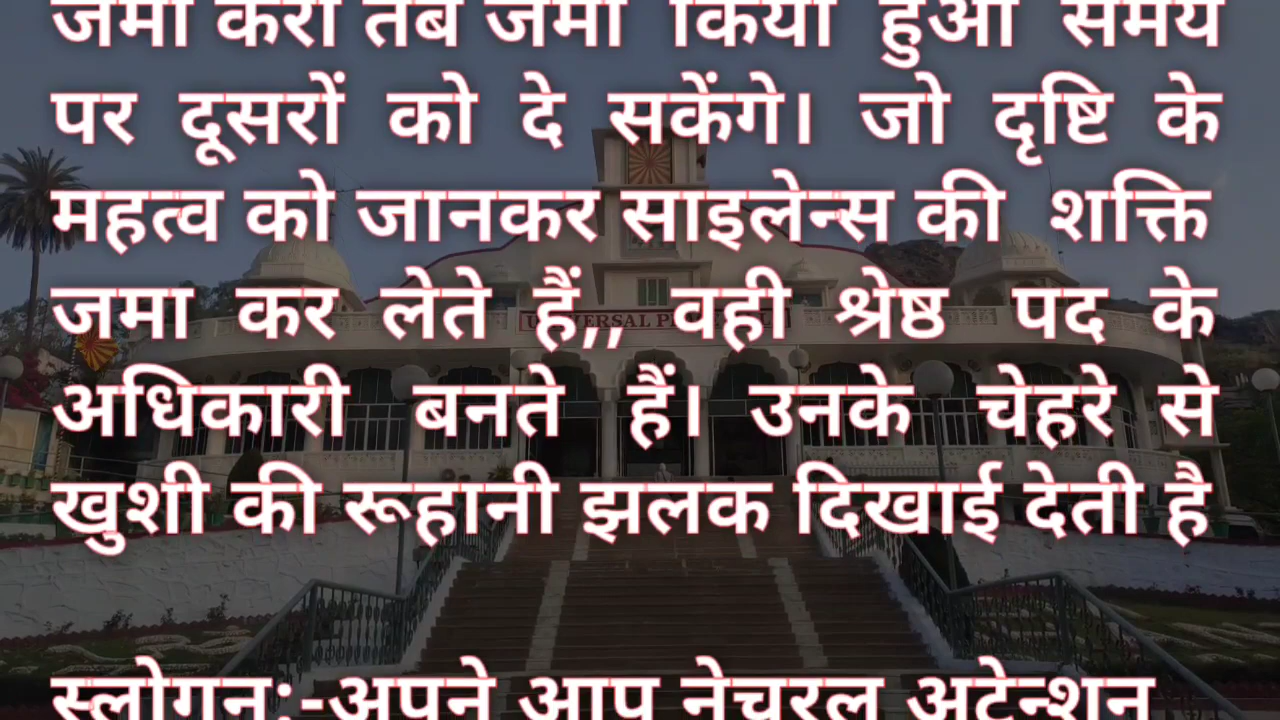 जमा करो तब जमा किया हुआ समय
पर दूसरों को दे सकेंगे। जो दृष्टि के
महत्व को जानकर साइलेन्स की शक्ति
जमा कर लेते हैं,, वही श्रेष्ठ पद के
अधिकारी बनते हैं। उनके चेहरे से
खुशी की रूहानी झलक दिखाई देती है
स्लोगन:-अपने आप नेचुरल अटेन्शन